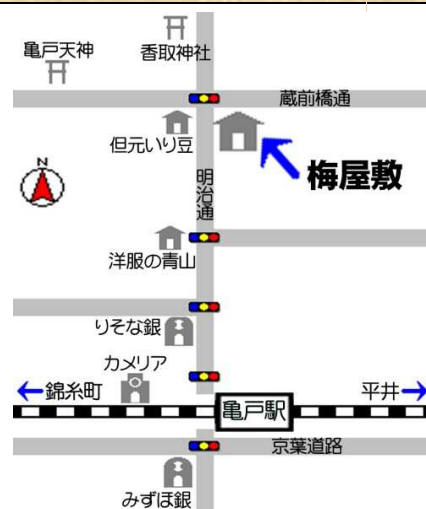 香取神社
亀戸天神
蔵前橋通
但元いり豆
梅屋敷
N
明治通
洋服の青山
りそな銀
カメリア
←錦糸町
平井→
亀戸駅
京葉道路
みずほ銀